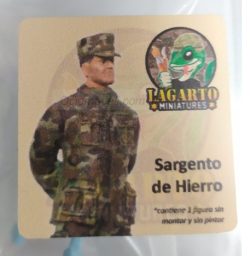 LAGARTO
MINIATURES
Sargento
de Hierro
*contiene 1 figura sin
montar y sin pintar